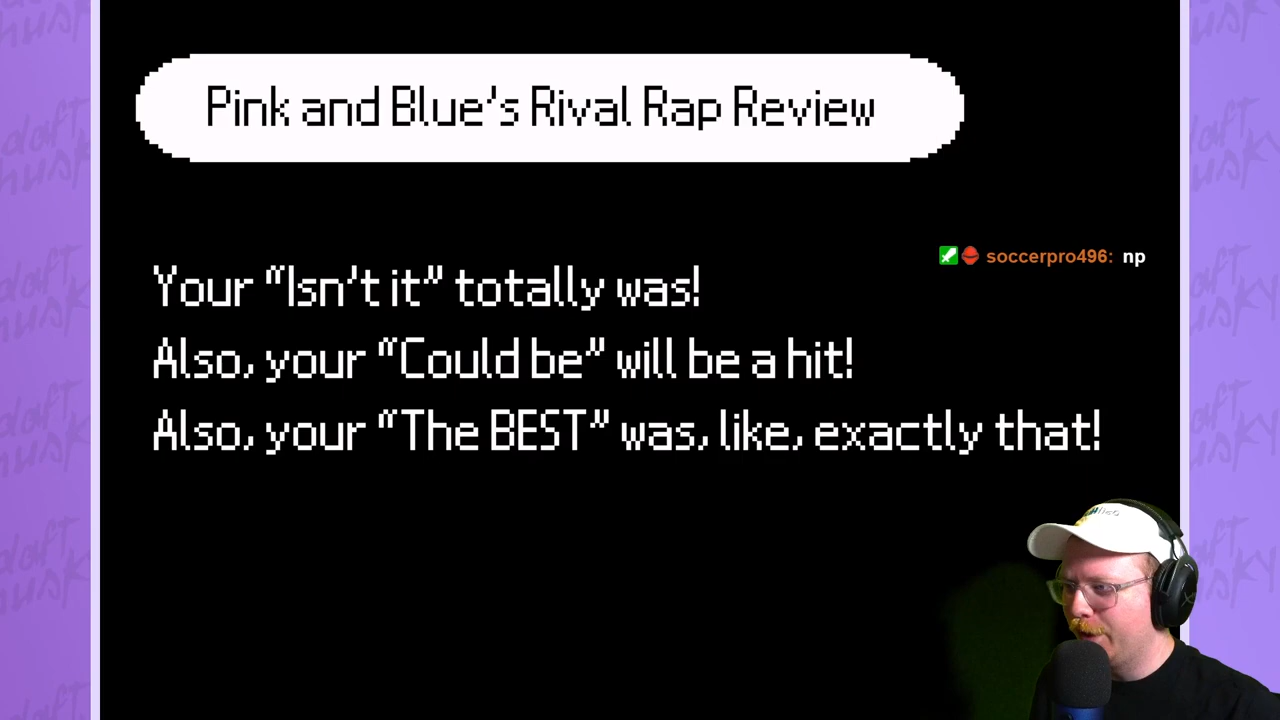 Pink and Blue's Rival Rap Review
soccerpro496: np
Your "Isn't it" totally was!
Also, your "Could be" will be a hit!
Also, your "The BEST" was, like, exactly that!